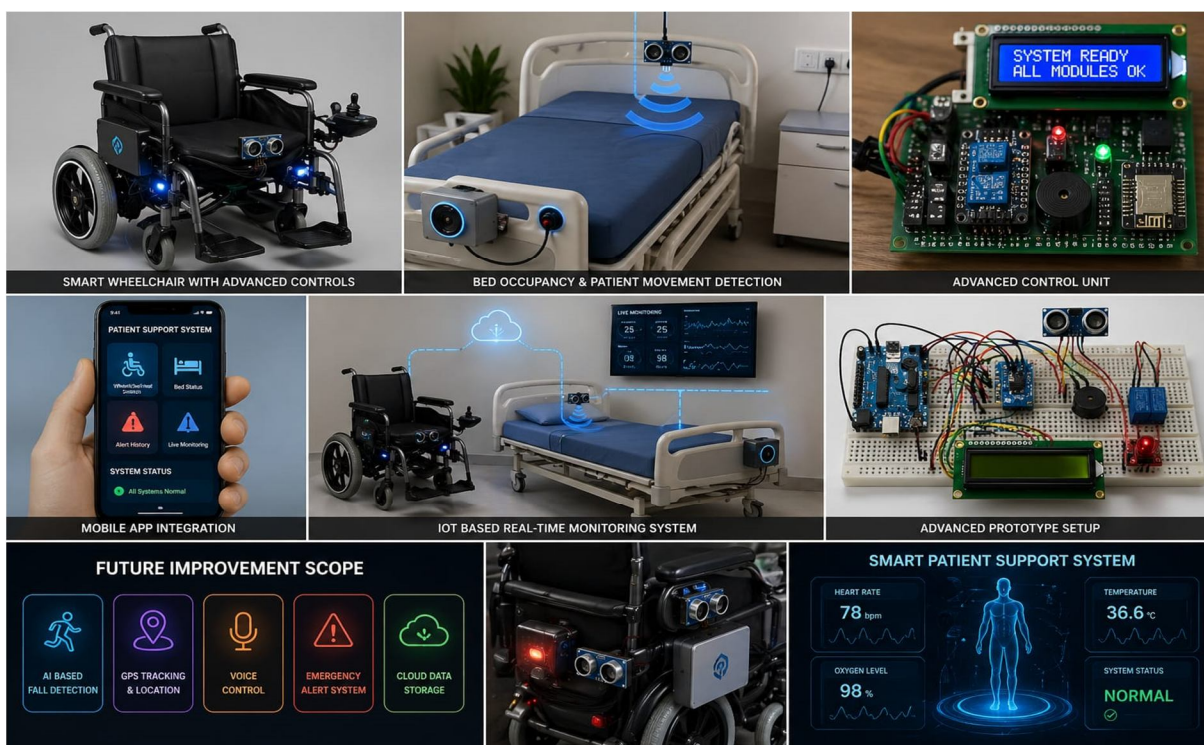 SYSTEM READY
ALL MODULES OK
SMART WHEELCHAIR WITH ADVANCED CONTROLS
BED OCCUPANCY & PATIENT MOVEMENT DETECTION
ADVANCED CONTROL UNIT
9:41
PATIENT SUPPORT SYSTEM
Bed Status
Alert History
Live Monitoring
SYSTEM STATUS
All Systems Normal
LIVE MONITORING
25
25
98
MOBILE APP INTEGRATION
IOT BASED REAL-TIME MONITORING SYSTEM
ADVANCED PROTOTYPE SETUP
FUTURE IMPROVEMENT SCOPE
AI BASED
FALL DETECTION
GPS TRACKING
& LOCATION
VOICE
CONTROL
EMERGENCY
ALERT SYSTEM
CLOUD DATA
STORAGE
SMART PATIENT SUPPORT SYSTEM
HEART RATE
78 bpm
TEMPERATURE
36.6 °C
OXYGEN LEVEL
98 %
SYSTEM STATUS
NORMAL